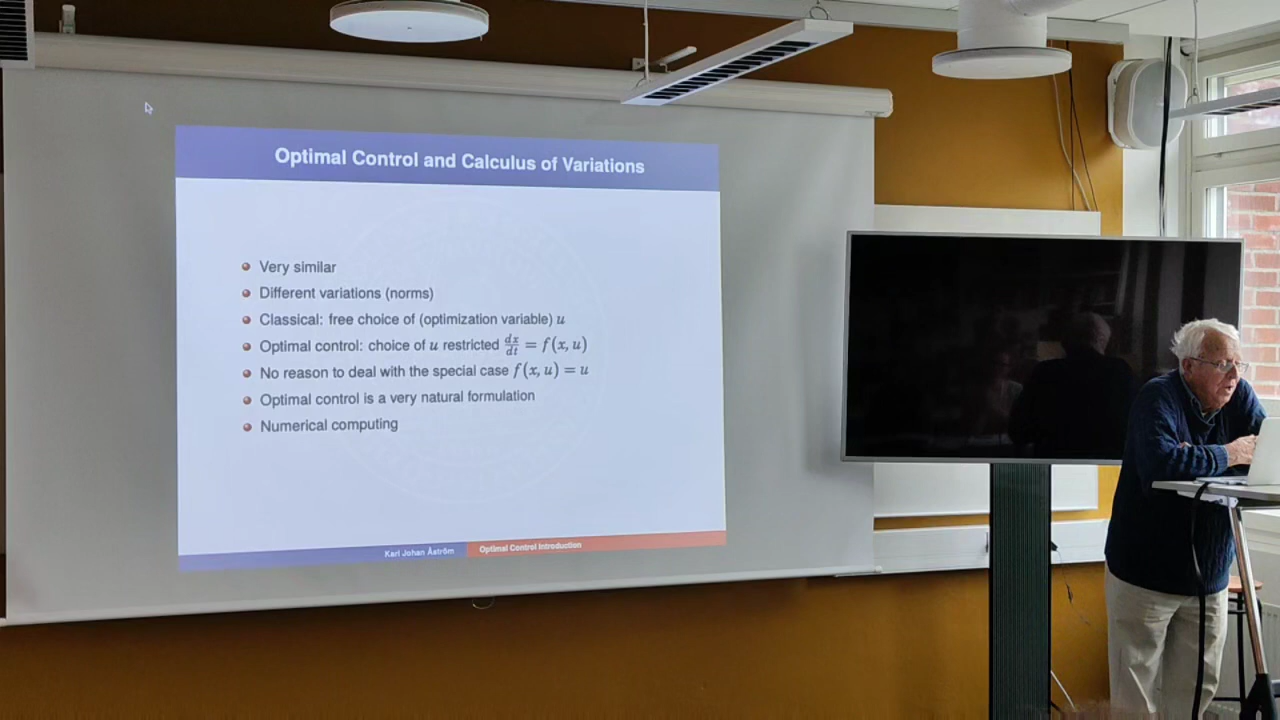 Optimal Control and Calculus of Variations
Very similar
Different variations (norms)
Classical: free choice of (optimization variable) u
Optimal control: choice of u restricted dx/dt = f(x, u)
No reason to deal with the special case f(x, u) = u
Optimal control is a very natural formulation
Numerical computing
Karl Johan Åström
Optimal Control Introduction